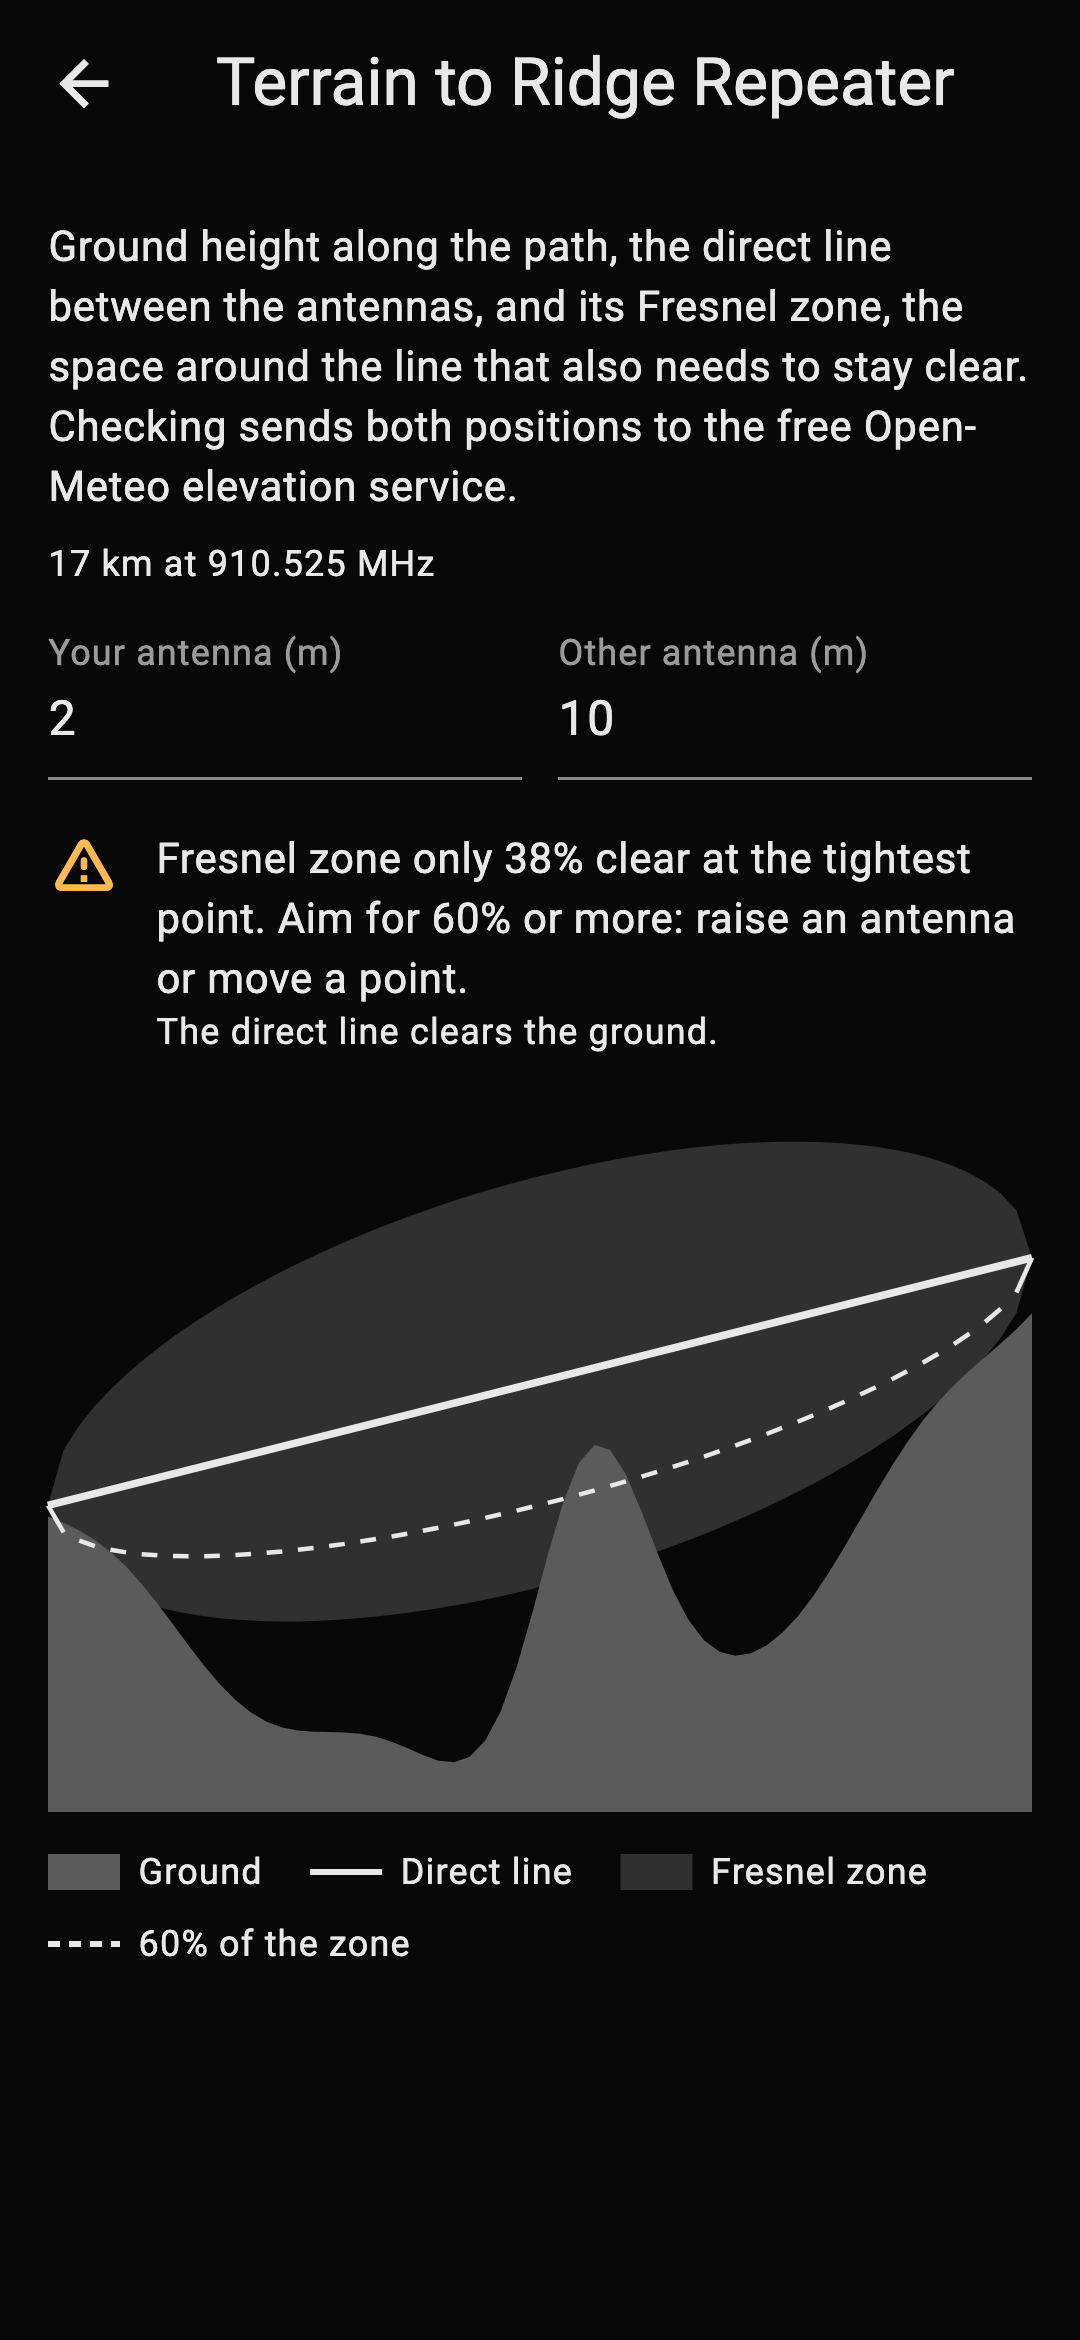 Terrain to Ridge Repeater
Ground height along the path, the direct line
between the antennas, and its Fresnel zone, the
space around the line that also needs to stay clear.
Checking sends both positions to the free Open-
Meteo elevation service.
17 km at 910.525 MHz
Your antenna (m)
Other antenna (m)
2
10
Fresnel zone only 38% clear at the tightest
point. Aim for 60% or more: raise an antenna
or move a point.
The direct line clears the ground.
Ground
Direct line
Fresnel zone
60% of the zone